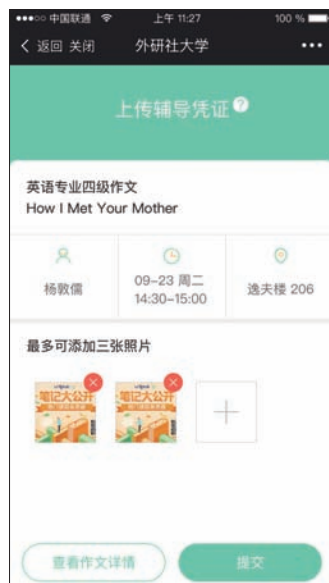 中国联通 上午 11:27 100 %
返回 关闭 外研社大学
上传辅导凭证 ?
英语专业四级作文
How I Met Your Mother
杨敦儒
09-23 周二
14:30-15:00
逸夫楼 206
最多可添加三张照片
笔记大公开
笔记大公开
查看作文详情 提交